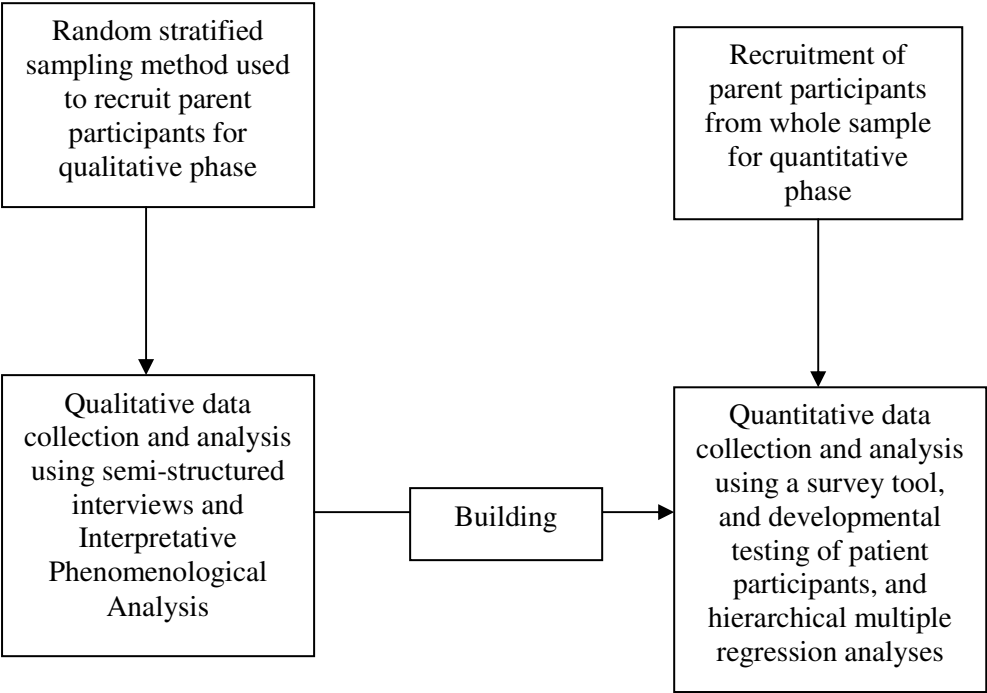 Random stratified
sampling method used
to recruit parent
participants for
qualitative phase
Recruitment of
parent participants
from whole sample
for quantitative
phase
Qualitative data
collection and analysis
using semi-structured
interviews and
Interpretative
Phenomenological
Analysis
Building
Quantitative data
collection and analysis
using a survey tool,
and developmental
testing of patient
participants, and
hierarchical multiple
regression analyses